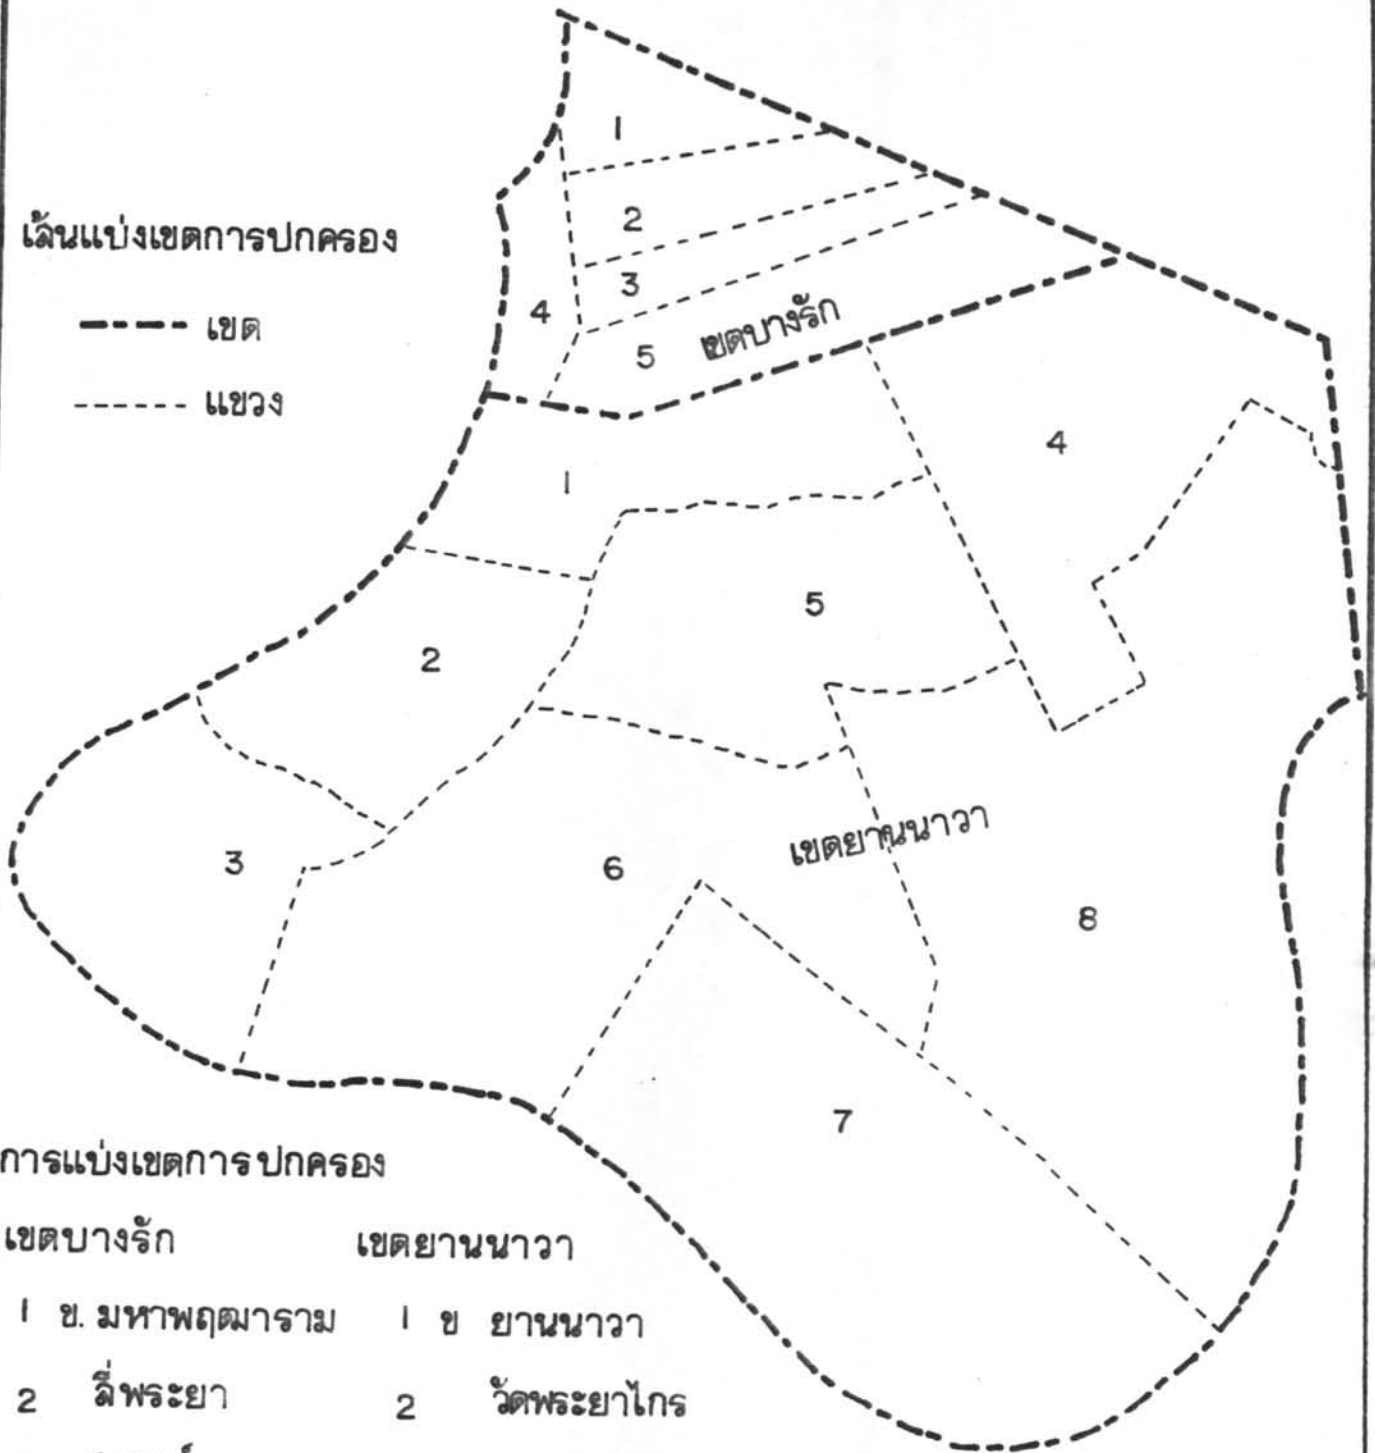 1
2
เส้นแบ่งเขตการปกครอง
3
4
เขต
5 เขตบางรัก
แขวง
4
1
5
2
เขตยานนาวา
3
6
8
7
การแบ่งเขตการปกครอง
เขตบางรัก เขตยานนาวา
1 ข. มหาพฤฒาราม 1 ข ยานนาวา
2 สี่พระยา 2 วัดพระยาไกร